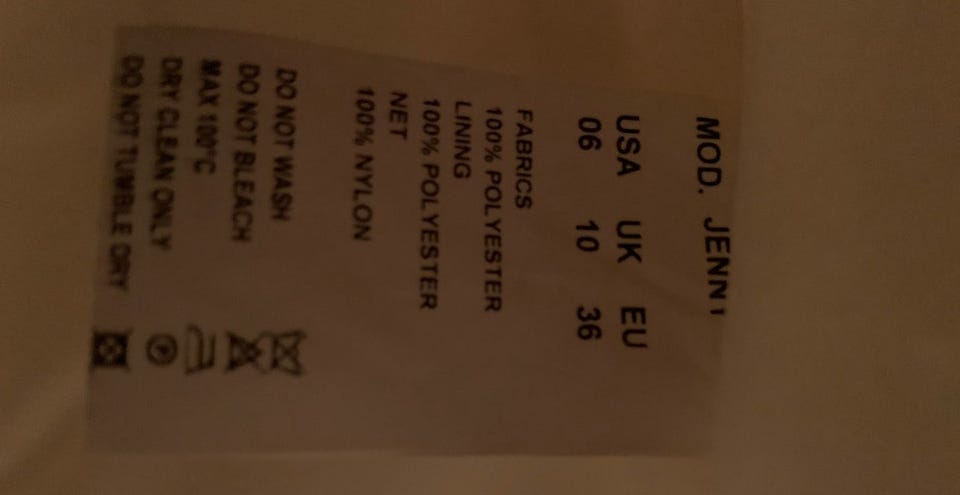 MOD. JENNY
USA UK EU
06 10 36
FABRICS
100% POLYESTER
LINING
100% POLYESTER
NET
100% NYLON
DO NOT WASH
DO NOT BLEACH
MAX 100°C
DRY CLEAN ONLY
DO NOT TUMBLE DRY